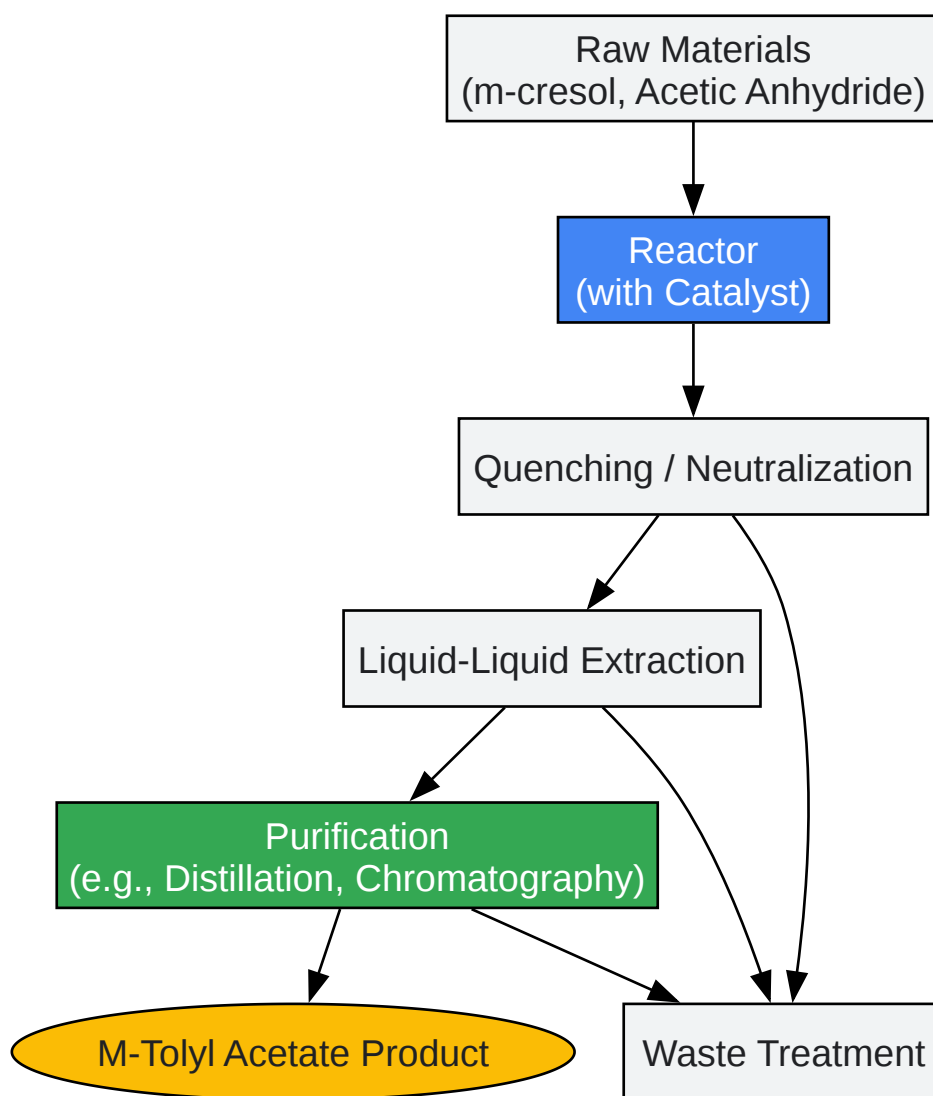 Raw Materials
(m-cresol, Acetic Anhydride)
Reactor
(with Catalyst)
Quenching / Neutralization
Liquid-Liquid Extraction
Purification
(e.g., Distillation, Chromatography)
M-Tolyl Acetate Product
Waste Treatment